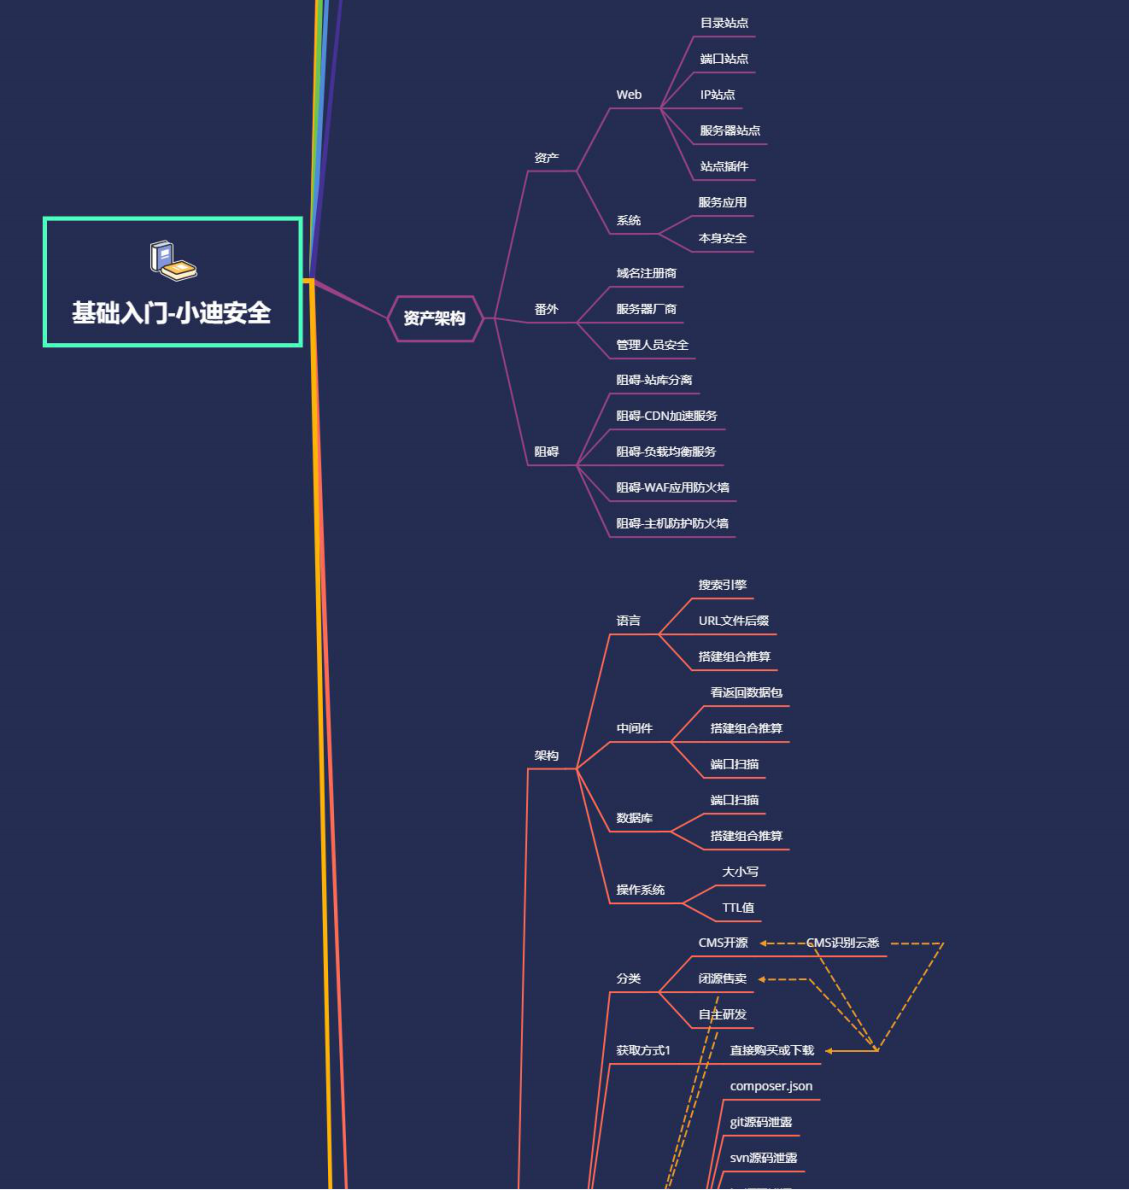 基础入门-小迪安全
资产架构
资产
Web
目录站点
端口站点
IP站点
服务器站点
站点插件
系统
服务应用
本身安全
番外
域名注册商
服务器厂商
管理人员安全
阻碍
阻碍-站库分离
阻碍-CDN加速服务
阻碍-负载均衡服务
阻碍-WAF应用防火墙
阻碍-主机防护防火墙
架构
语言
搜索引擎
URL文件后缀
搭建组合推算
中间件
看返回数据包
搭建组合推算
端口扫描
数据库
端口扫描
搭建组合推算
操作系统
大小写
TTL值
分类
CMS开源
CMS识别云悉
闭源售卖
自主研发
获取方式1
直接购买或下载
composer.json
git源码泄露
svn源码泄露